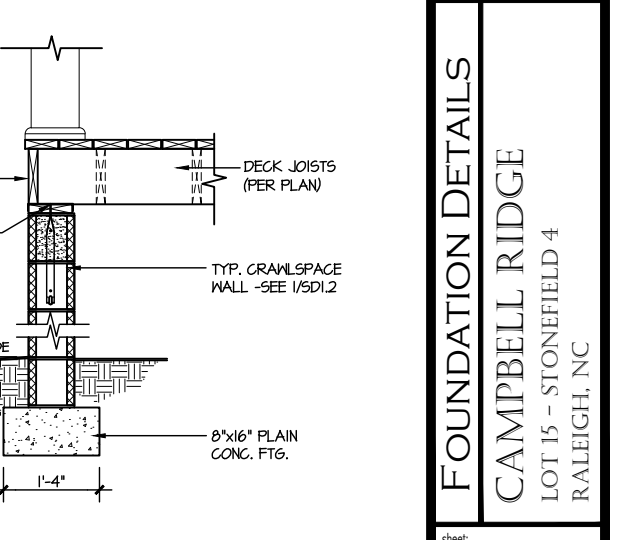 DECK JOISTS
(PER PLAN)
TYP. CRAWLSPACE
WALL -SEE 1/SD1.2
8"x16" PLAIN
CONC. FTG.
1'-4"
FOUNDATION DETAILS
CAMPBELL RIDGE
LOT 15 - STONEFIELD 4
RALEIGH, NC
sheet: